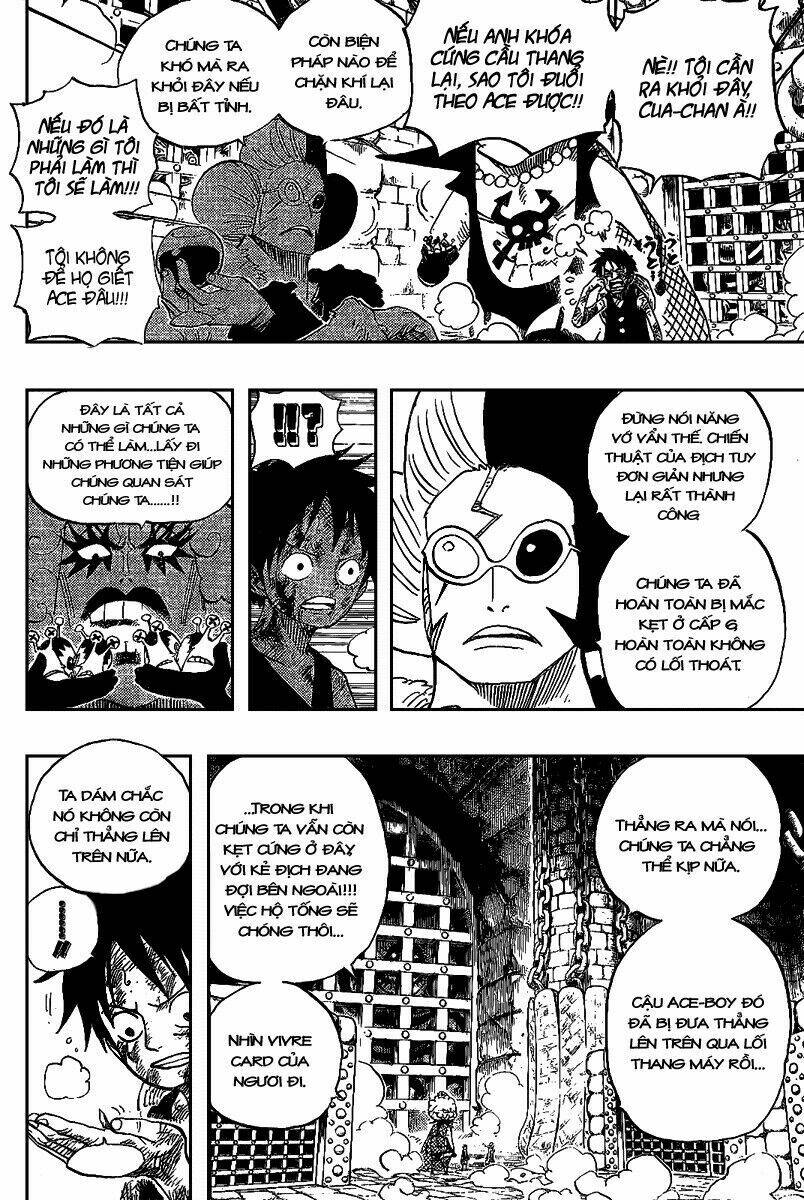 NÈ!! TỘI CẦN
RA KHỎI ĐÂY,
CUA-CHAN À!!
NẾU ANH KHÓA
CỨNG CẦU THANG
LẠI, SAO TÔI ĐUỔI
THEO ACE ĐƯỢC!!
CÒN BIỆN
PHÁP NÀO ĐỂ
CHẶN KHÍ LẠI
ĐÂU.
CHÚNG TA
KHÓ MÀ RA
KHỎI ĐÂY NẾU
BỊ BẤT TỈNH.
NẾU ĐÓ LÀ
NHỮNG GÌ TÔI
PHẢI LÀM THÌ
TÔI SẼ LÀM!!!
TÔI KHÔNG
ĐỂ HỌ GIẾT
ACE ĐÂU!!!
ĐỪNG NÓI NĂNG
VỚ VẨN THẾ. CHIẾN
THUẬT CỦA ĐỊCH TUY
ĐƠN GIẢN NHƯNG
LẠI RẤT THÀNH
CÔNG.
CHÚNG TA ĐÃ
HOÀN TOÀN BỊ MẮC
KẸT Ở CẤP 6
HOÀN TOÀN KHÔNG
CÓ LỐI THOÁT.
!!?
ĐÂY LÀ TẤT CẢ
NHỮNG GÌ CHÚNG TA
CÓ THỂ LÀM...LẤY ĐI
NHỮNG PHƯƠNG TIỆN GIÚP
CHÚNG QUAN SÁT
CHÚNG TA......!!
THẲNG RA MÀ NÓI...
CHÚNG TA CHẲNG
THỂ KỊP NỮA.
CẬU ACE-BOY ĐÓ
ĐÃ BỊ ĐƯA THẲNG
LÊN TRÊN QUA LỐI
THANG MÁY RỒI...
...TRONG KHI
CHÚNG TA VẪN CÒN
KẸT CỨNG Ở ĐÂY
VỚI KẺ ĐỊCH ĐANG
ĐỢI BÊN NGOÀI!!!
VIỆC HỘ TỐNG SẼ
CHÓNG THÔI...
NHÌN VIVRE
CARD CỦA
NGƯƠI ĐI.
TA DÁM CHẮC
NÓ KHÔNG CÒN
CHỈ THẲNG LÊN
TRÊN NỮA.
......!!